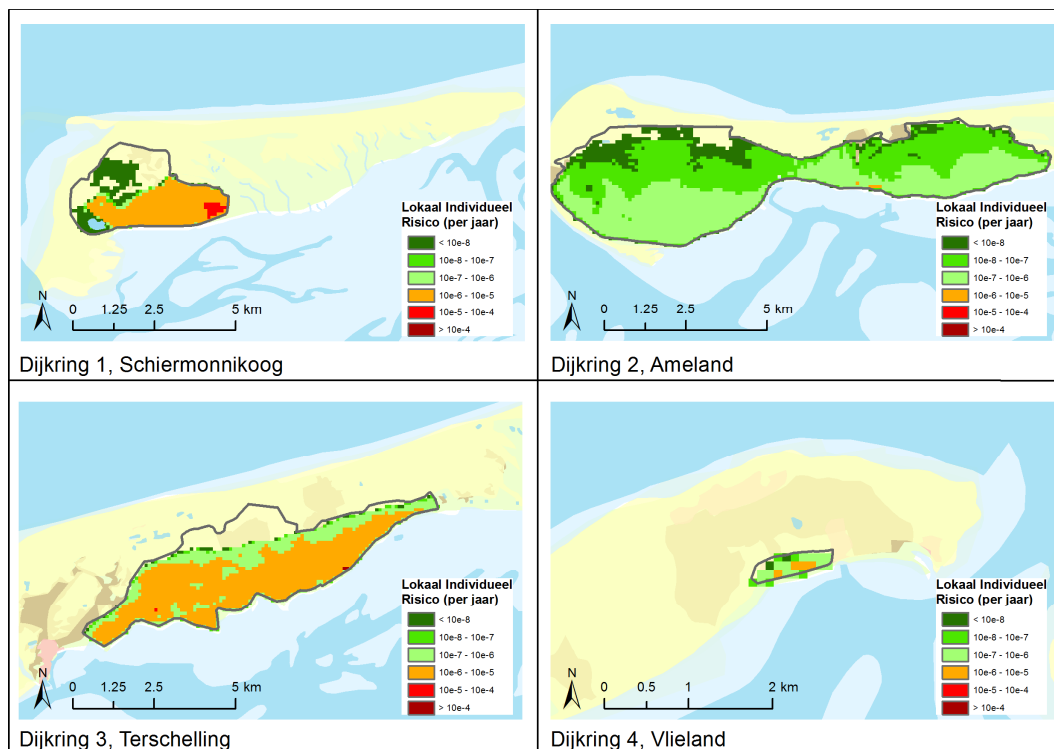 Lokaal Individueel
Risico (per jaar)
< 10e-8
10e-8 - 10e-7
10e-7 - 10e-6
10e-6 - 10e-5
10e-5 - 10e-4
> 10e-4
N
0 1.25 2.5 5 km
Dijkring 1, Schiermonnikoog
Lokaal Individueel
Risico (per jaar)
< 10e-8
10e-8 - 10e-7
10e-7 - 10e-6
10e-6 - 10e-5
10e-5 - 10e-4
> 10e-4
N
0 1.25 2.5 5 km
Dijkring 2, Ameland
Lokaal Individueel
Risico (per jaar)
< 10e-8
10e-8 - 10e-7
10e-7 - 10e-6
10e-6 - 10e-5
10e-5 - 10e-4
> 10e-4
N
0 1.25 2.5 5 km
Dijkring 3, Terschelling
Lokaal Individueel
Risico (per jaar)
< 10e-8
10e-8 - 10e-7
10e-7 - 10e-6
10e-6 - 10e-5
10e-5 - 10e-4
> 10e-4
N
0 0.5 1 2 km
Dijkring 4, Vlieland